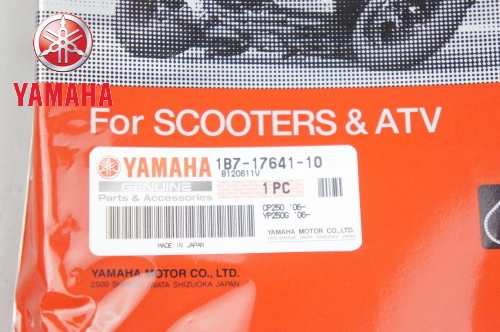 YAMAHA
For SCOOTERS & ATV
YAMAHA 1B7-17641-10
B120611V
GENUINE
Parts & Accessories
1 PC
CP250 '06-
YP250G '06-
MADE IN JAPAN
YAMAHA MOTOR CO., LTD.
YAMAHA MOTOR CO., LTD.
2500 SHINGAI IWATA SHIZUOKA JAPAN